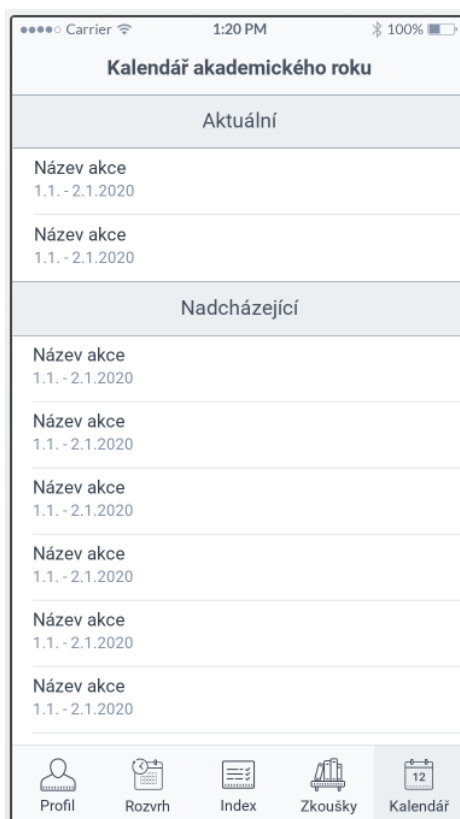 Carrier 1:20 PM 100%
Kalendář akademického roku
Aktuální
Název akce
1.1. - 2.1.2020
Název akce
1.1. - 2.1.2020
Nadcházející
Název akce
1.1. - 2.1.2020
Název akce
1.1. - 2.1.2020
Název akce
1.1. - 2.1.2020
Název akce
1.1. - 2.1.2020
Název akce
1.1. - 2.1.2020
Název akce
1.1. - 2.1.2020
12
Profil Rozvrh Index Zkoušky Kalendář